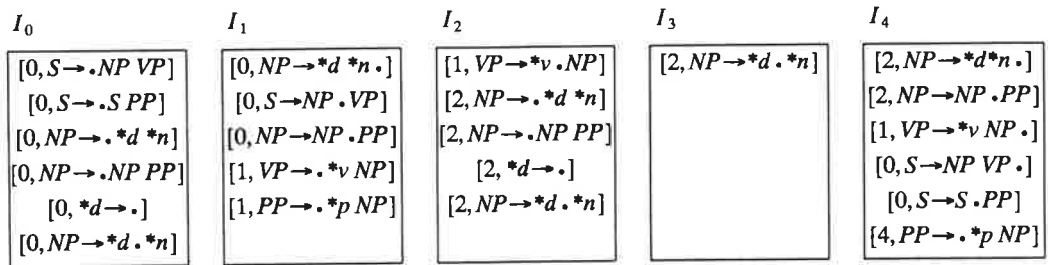 I₀ I₁ I₂ I₃ I₄
[0, S→.NP VP]
[0, S→.S PP]
[0, NP→.*d *n]
[0, NP→.NP PP]
[0, *d→.]
[0, NP→*d.*n]
[0, NP→*d *n.]
[0, S→NP.VP]
[0, NP→NP.PP]
[1, VP→.*v NP]
[1, PP→.*p NP]
[1, VP→*v.NP]
[2, NP→.*d *n]
[2, NP→.NP PP]
[2, *d→.]
[2, NP→*d.*n]
[2, NP→*d.*n]
[2, NP→*d*n.]
[2, NP→NP.PP]
[1, VP→*v NP.]
[0, S→NP VP.]
[0, S→S.PP]
[4, PP→.*p NP]